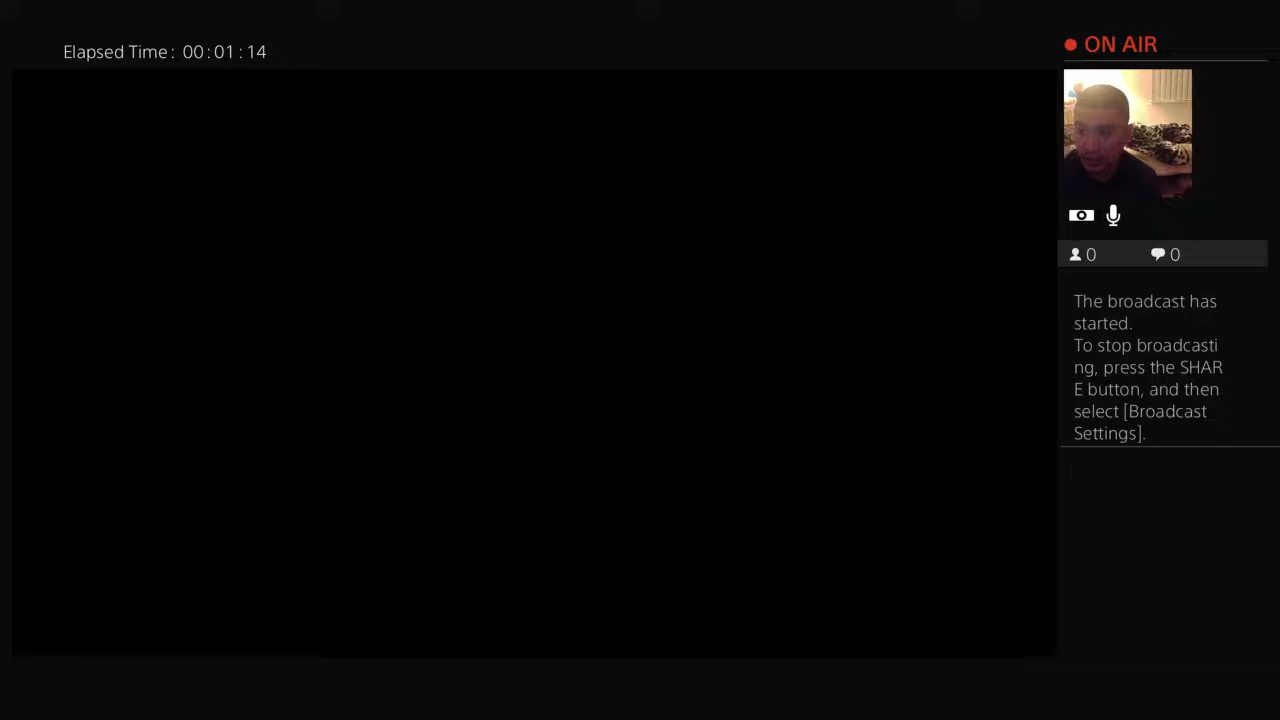 Elapsed Time: 00:01:14
ON AIR
0 0
The broadcast has
started.
To stop broadcasti
ng, press the SHAR
E button, and then
select [Broadcast
Settings].